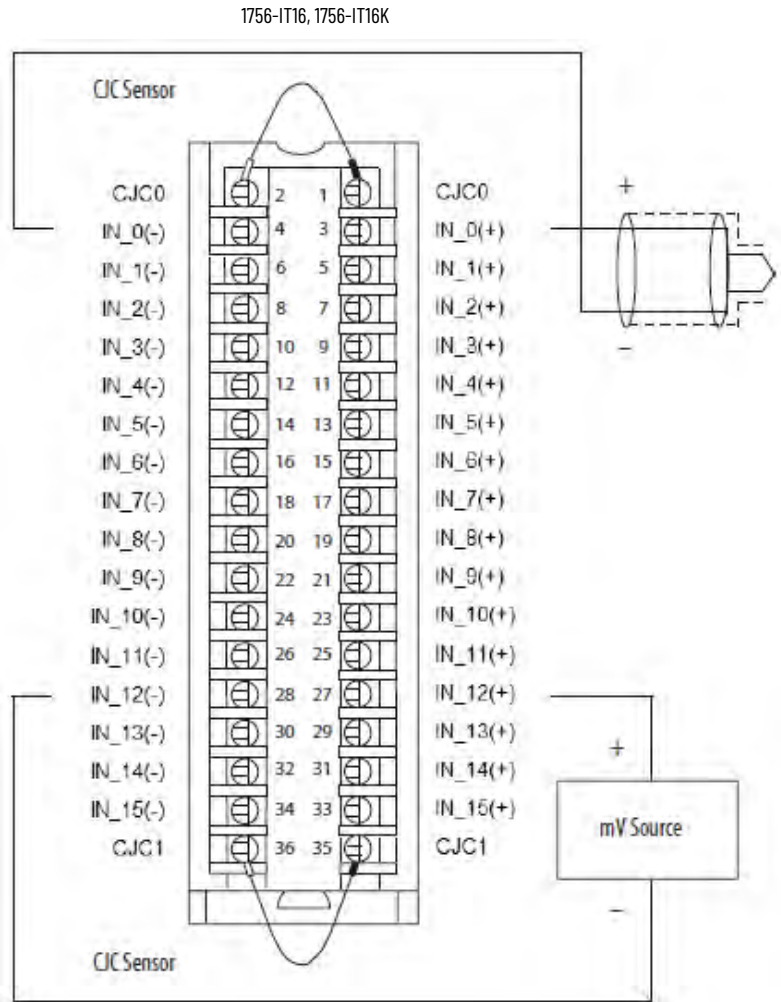 1756-IT16, 1756-IT16K
CJC Sensor
CJC0 2 1 CJC0 +
IN_0(-) 4 3 IN_0(+)
IN_1(-) 6 5 IN_1(+)
IN_2(-) 8 7 IN_2(+)
IN_3(-) 10 9 IN_3(+) −
IN_4(-) 12 11 IN_4(+)
IN_5(-) 14 13 IN_5(+)
IN_6(-) 16 15 IN_6(+)
IN_7(-) 18 17 IN_7(+)
IN_8(-) 20 19 IN_8(+)
IN_9(-) 22 21 IN_9(+)
IN_10(-) 24 23 IN_10(+)
IN_11(-) 26 25 IN_11(+)
IN_12(-) 28 27 IN_12(+)
IN_13(-) 30 29 IN_13(+) +
IN_14(-) 32 31 IN_14(+)
IN_15(-) 34 33 IN_15(+)
mV Source
CJC1 36 35 CJC1
−
CJC Sensor